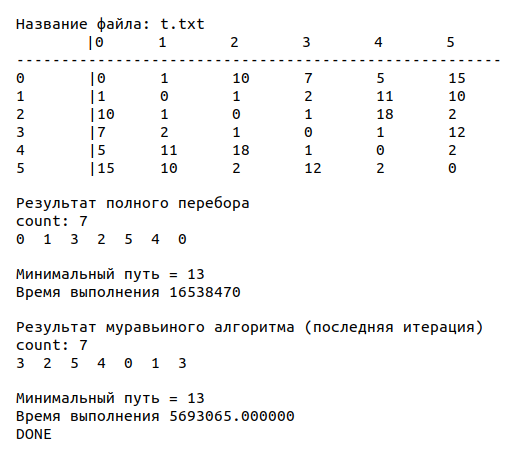 Название файла: t.txt
|0 1 2 3 4 5
------------------------------------------------------
0 |0 1 10 7 5 15
1 |1 0 1 2 11 10
2 |10 1 0 1 18 2
3 |7 2 1 0 1 12
4 |5 11 18 1 0 2
5 |15 10 2 12 2 0
Результат полного перебора
count: 7
0 1 3 2 5 4 0
Минимальный путь = 13
Время выполнения 16538470
Результат муравьиного алгоритма (последняя итерация)
count: 7
3 2 5 4 0 1 3
Минимальный путь = 13
Время выполнения 5693065.000000
DONE